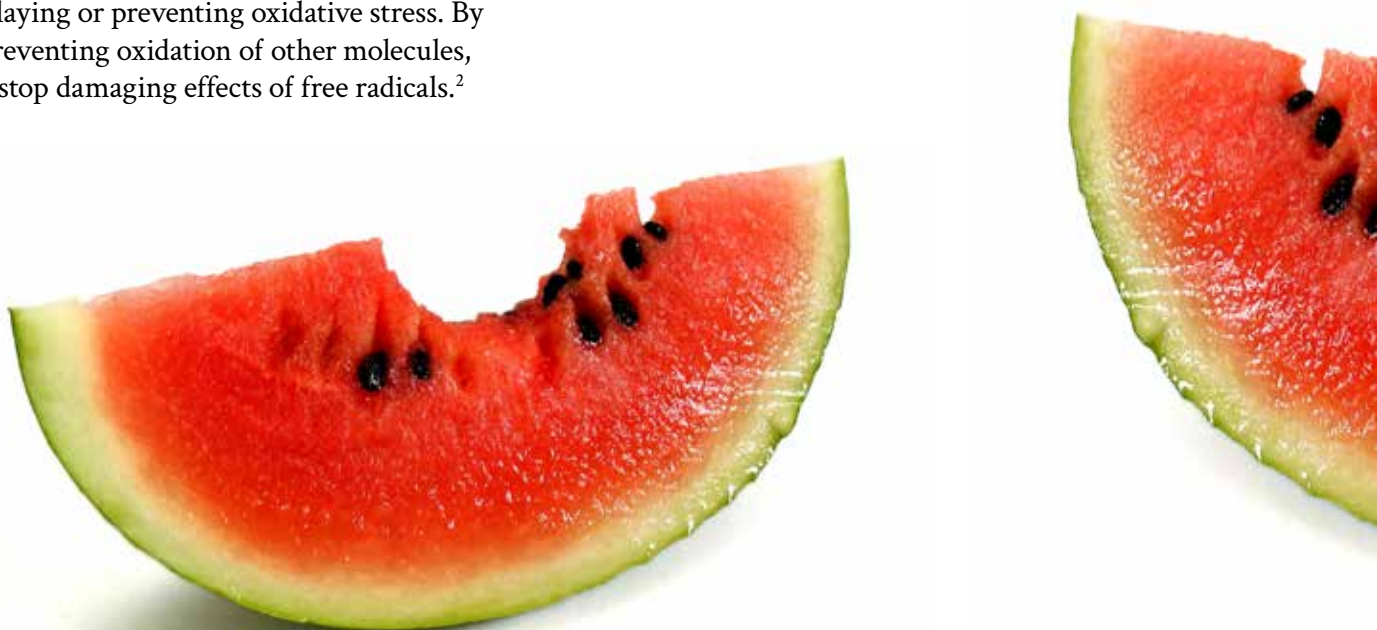 laying or preventing oxidative stress. By
reventing oxidation of other molecules,
stop damaging effects of free radicals.²